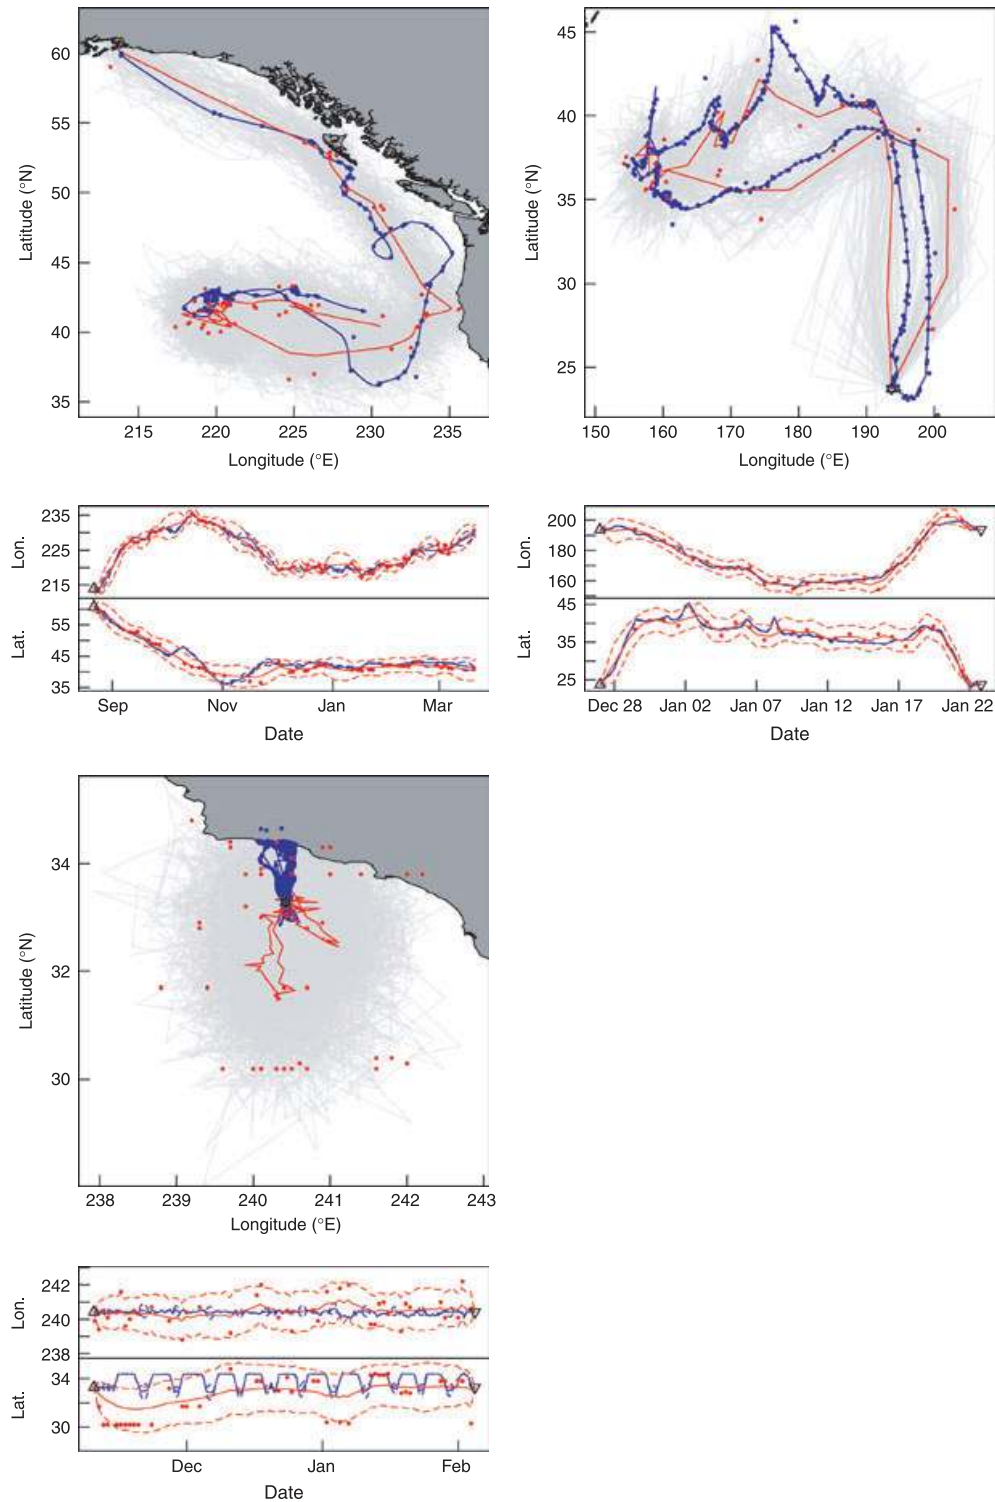 60
55
50
45
40
35
Latitude (°N)
215
220
225
230
235
Longitude (°E)
45
40
35
30
25
Latitude (°N)
150
160
170
180
190
200
Longitude (°E)
235
225
215
Lon.
55
45
35
Lat.
Sep
Nov
Jan
Mar
Date
200
180
160
Lon.
45
35
25
Lat.
Dec 28
Jan 02
Jan 07
Jan 12
Jan 17
Jan 22
Date
34
32
30
Latitude (°N)
238
239
240
241
242
243
Longitude (°E)
242
240
238
Lon.
34
30
Lat.
Dec
Jan
Feb
Date